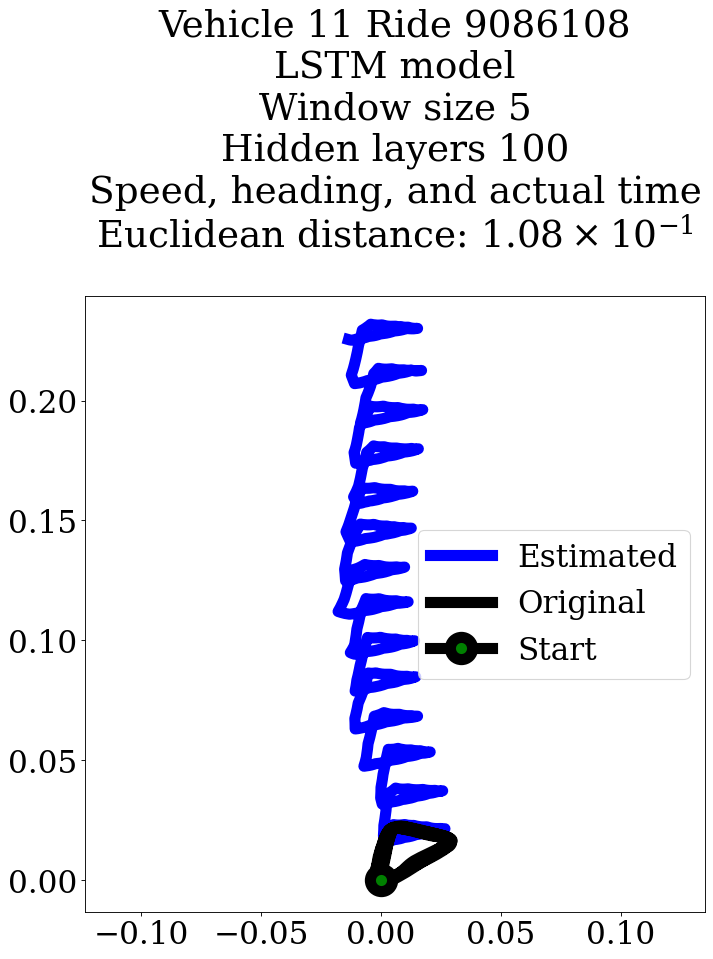 Vehicle 11 Ride 9086108
LSTM model
Window size 5
Hidden layers 100
Speed, heading, and actual time
Euclidean distance: 1.08 × 10⁻¹
0.20
0.15
0.10
0.05
0.00
Estimated
Original
Start
−0.10 −0.05 0.00 0.05 0.10